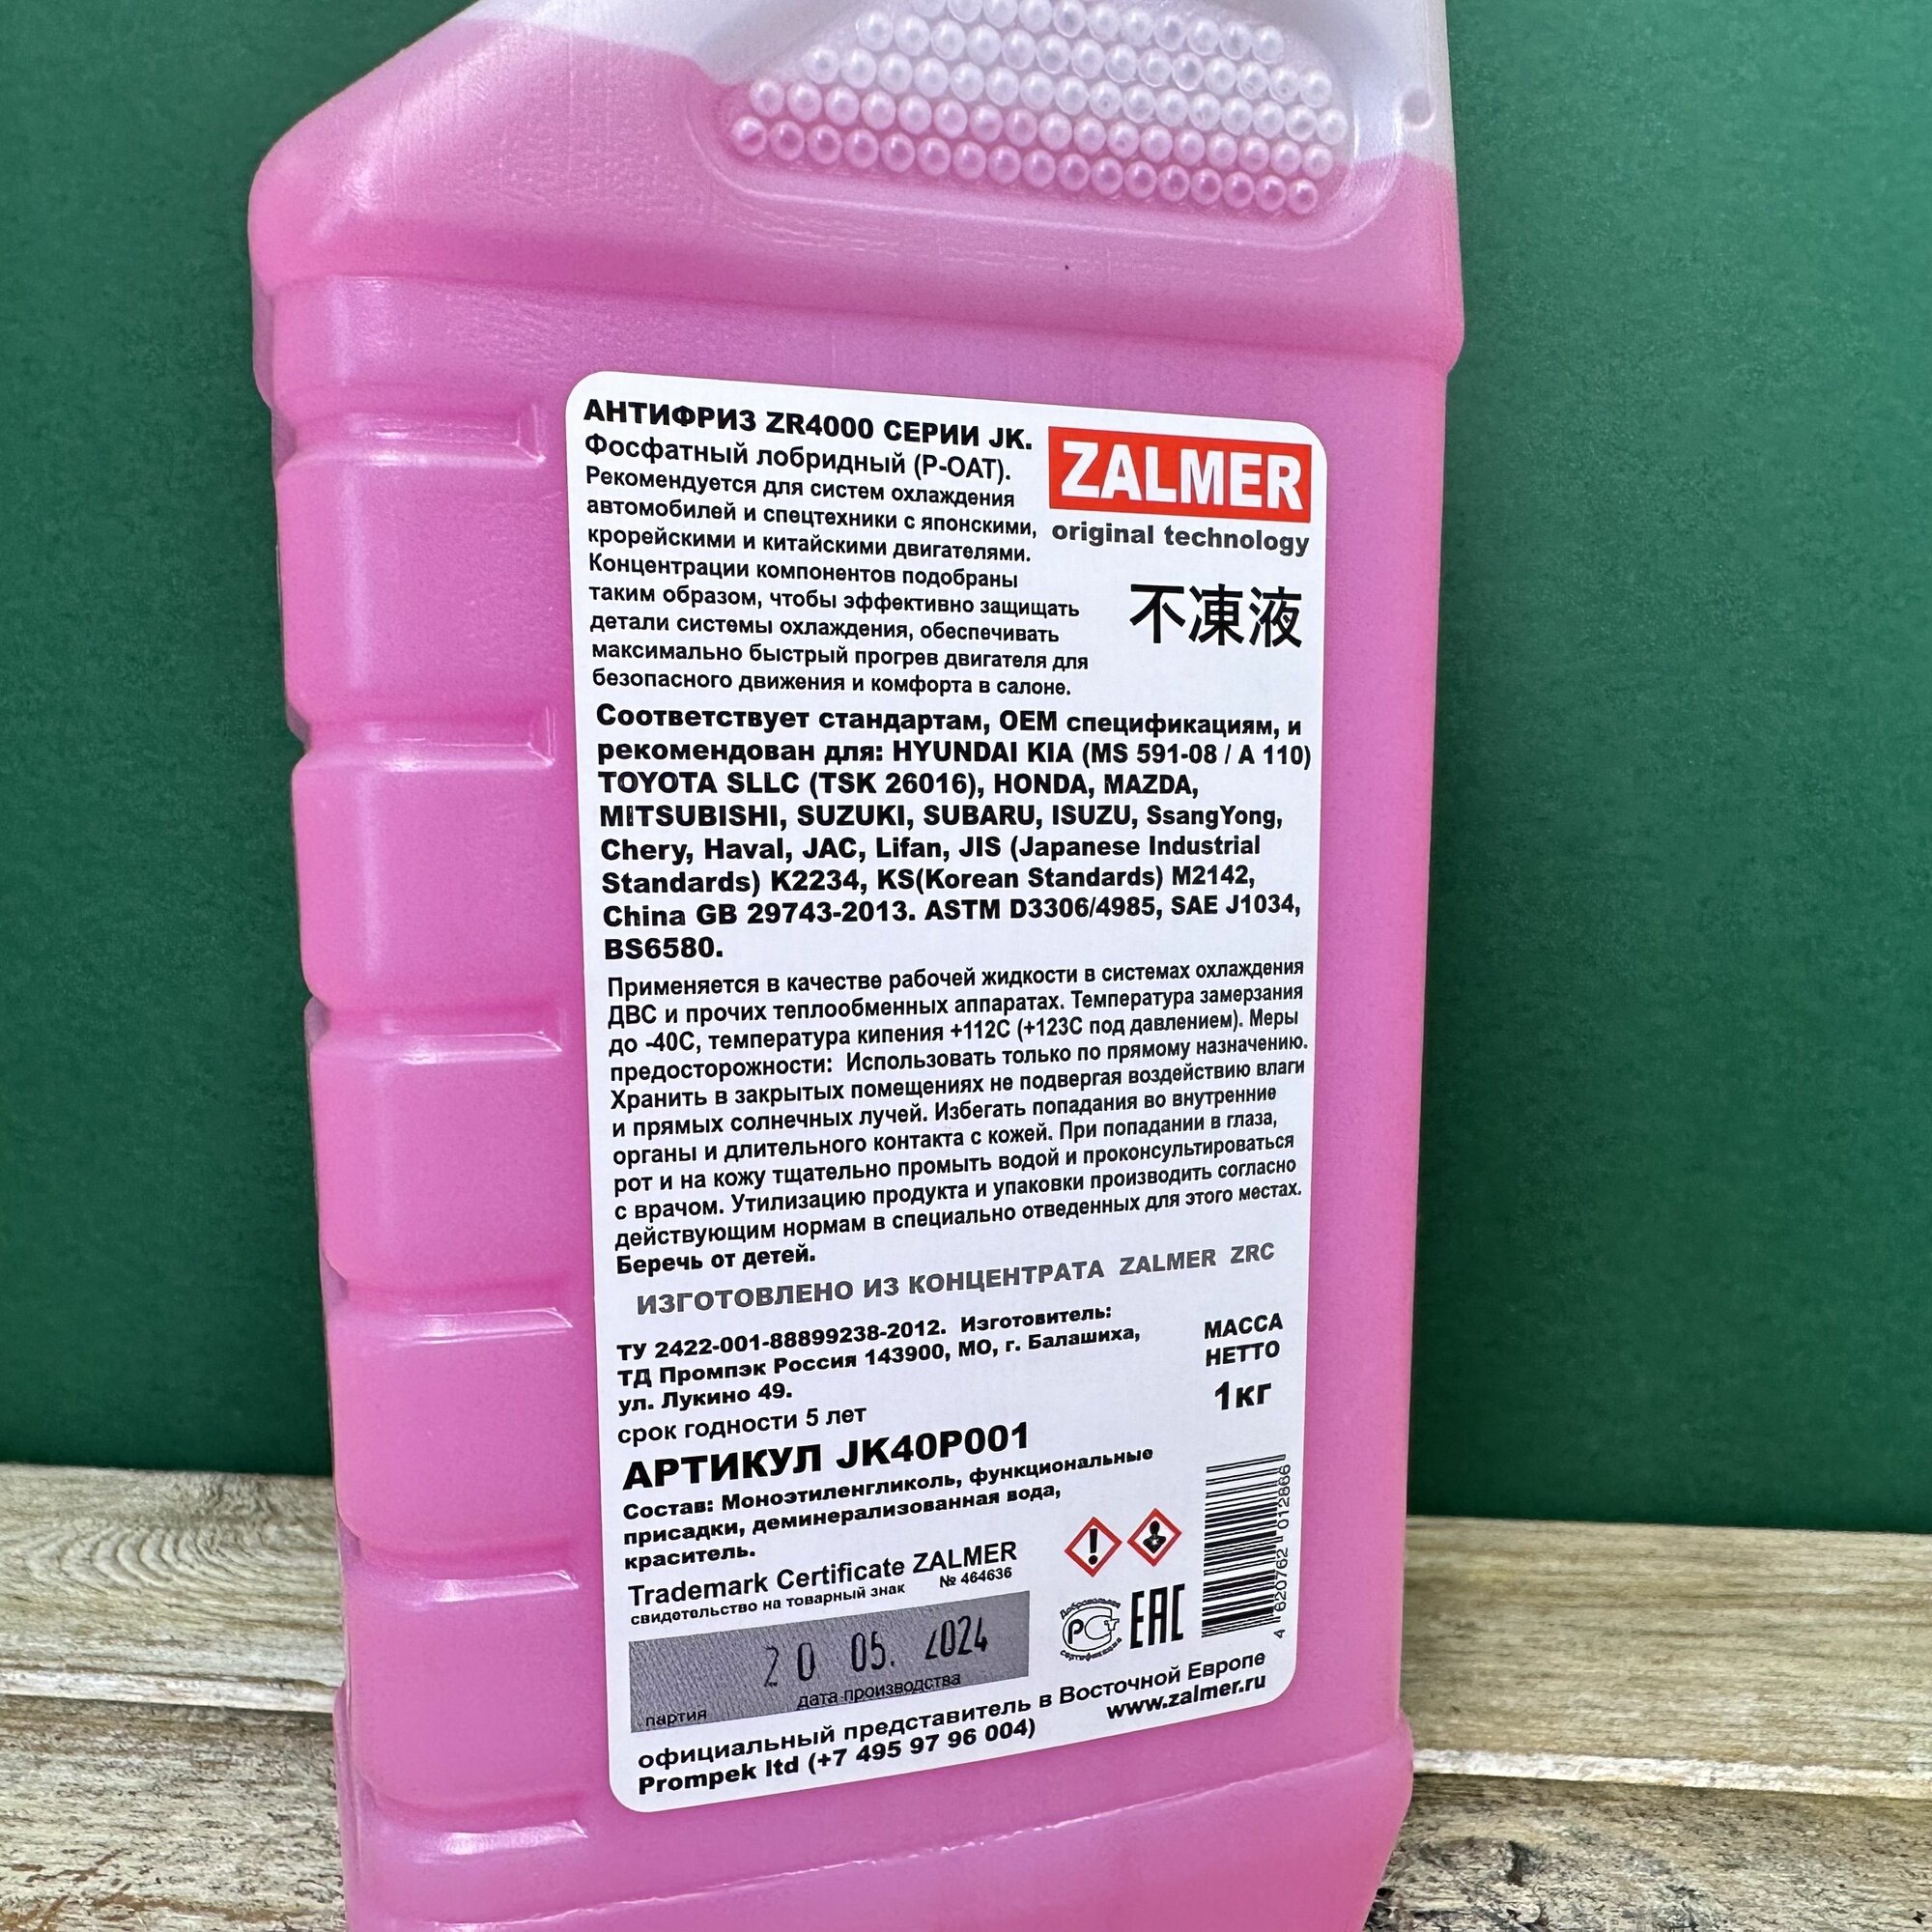 АНТИФРИЗ ZR4000 СЕРИИ JK.
Фосфатный лобридный (P-OAT).
Рекомендуется для систем охлаждения
автомобилей и спецтехники с японскими,
крорейскими и китайскими двигателями.
Концентрации компонентов подобраны
таким образом, чтобы эффективно защищать
детали системы охлаждения, обеспечивать
максимально быстрый прогрев двигателя для
безопасного движения и комфорта в салоне.
ZALMER
original technology
不凍液
Соответствует стандартам, OEM спецификациям, и
рекомендован для: HYUNDAI KIA (MS 591-08 / A 110)
TOYOTA SLLC (TSK 26016), HONDA, MAZDA,
MITSUBISHI, SUZUKI, SUBARU, ISUZU, SsangYong,
Chery, Haval, JAC, Lifan, JIS (Japanese Industrial
Standards) K2234, KS(Korean Standards) M2142,
China GB 29743-2013. ASTM D3306/4985, SAE J1034,
BS6580.
Применяется в качестве рабочей жидкости в системах охлаждения
ДВС и прочих теплообменных аппаратах. Температура замерзания
до -40С, температура кипения +112С (+123С под давлением). Меры
предосторожности: Использовать только по прямому назначению.
Хранить в закрытых помещениях не подвергая воздействию влаги
и прямых солнечных лучей. Избегать попадания во внутренние
органы и длительного контакта с кожей. При попадании в глаза,
рот и на кожу тщательно промыть водой и проконсультироваться
с врачом. Утилизацию продукта и упаковки производить согласно
действующим нормам в специально отведенных для этого местах.
Беречь от детей.
ИЗГОТОВЛЕНО ИЗ КОНЦЕНТРАТА ZALMER ZRC
ТУ 2422-001-88899238-2012. Изготовитель:
ТД Промпэк Россия 143900, МО, г. Балашиха,
ул. Лукино 49.
срок годности 5 лет
МАССА
НЕТТО
1кг
АРТИКУЛ JK40P001
Состав: Моноэтиленгликоль, функциональные
присадки, деминерализованная вода,
краситель.
Trademark Certificate ZALMER
свидетельство на товарный знак № 464636
20 05. 2024
партия дата производства
Добровольная
РСТ
сертификация
EAC
4 620762 012866
официальный представитель в Восточной Европе
Prompek ltd (+7 495 97 96 004) www.zalmer.ru